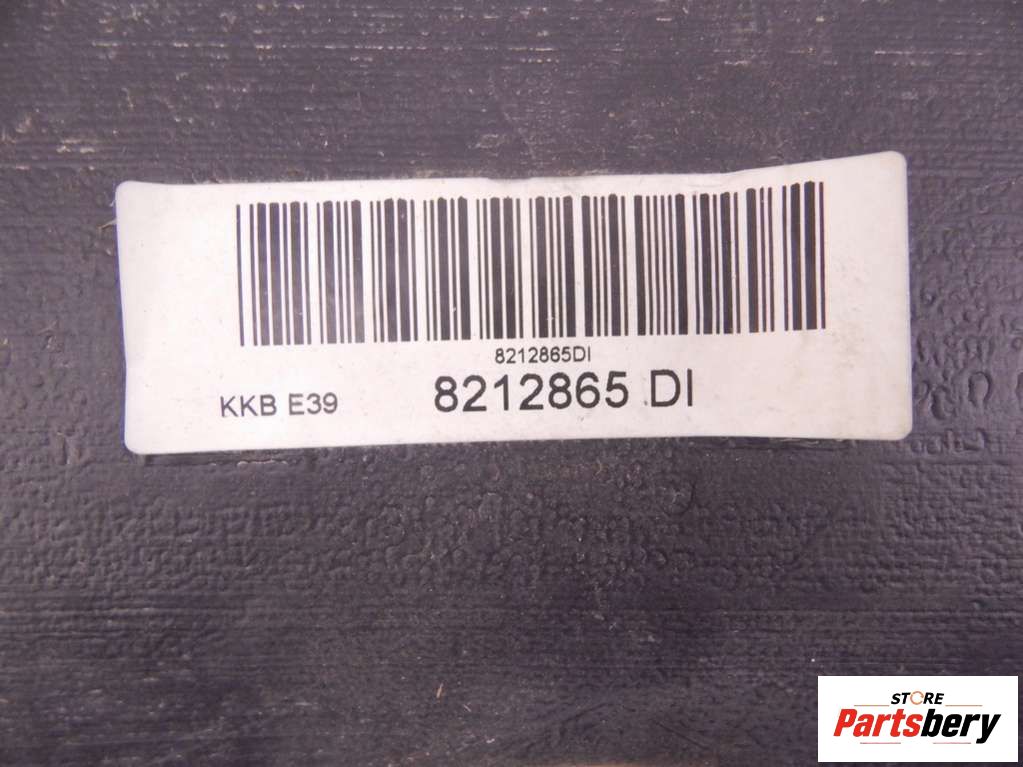 8212865DI
KKB E39 8212865 DI
STORE
Partsbery